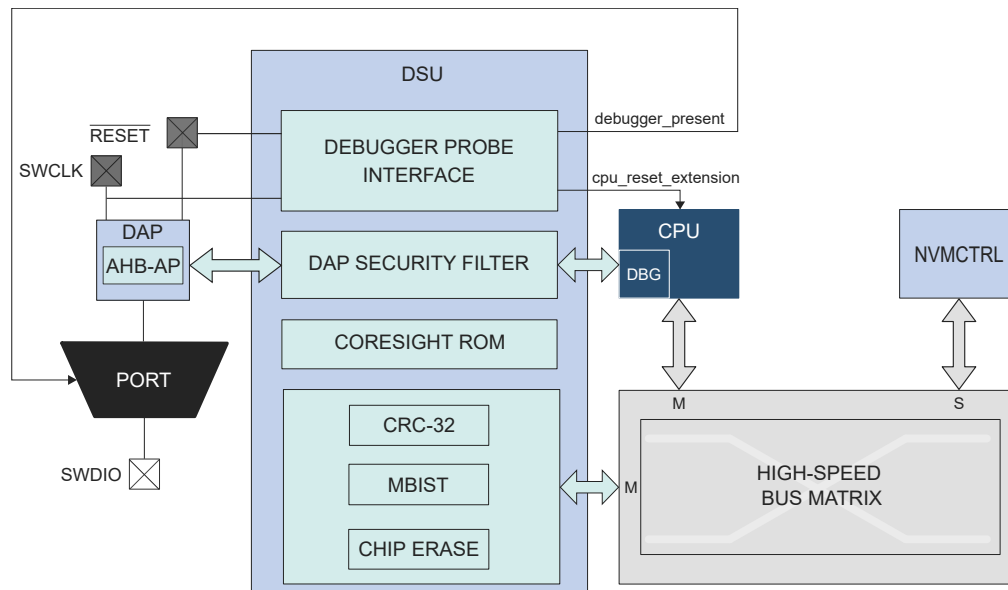 DSU
debugger_present
RESET
DEBUGGER PROBE
INTERFACE
SWCLK
cpu_reset_extension
DAP
CPU
AHB-AP
DAP SECURITY FILTER
DBG
NVMCTRL
CORESIGHT ROM
PORT
M
S
CRC-32
SWDIO
MBIST
M
HIGH-SPEED
BUS MATRIX
CHIP ERASE